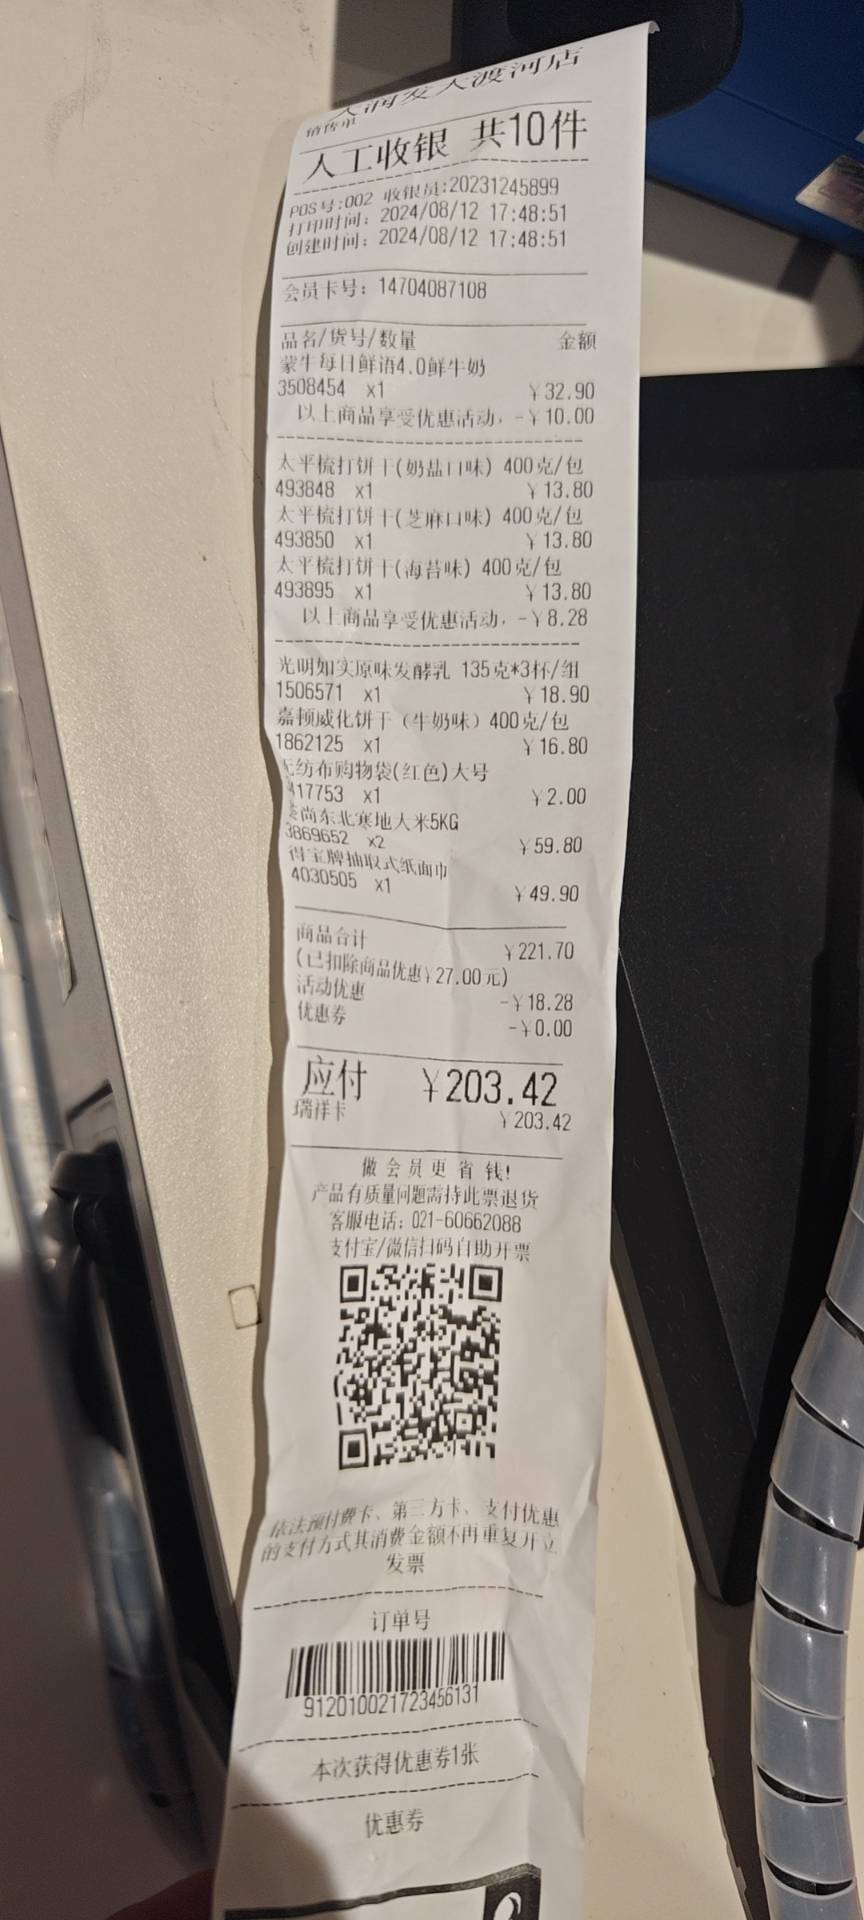 大润发大渡河店
销售单
人工收银 共10件
POS号:002 收银员:20231245899
打印时间: 2024/08/12 17:48:51
创建时间: 2024/08/12 17:48:51
会员卡号: 14704087108
品名/货号/数量 金额
蒙牛每日鲜语4.0鲜牛奶
3508454 x1 ¥32.90
以上商品享受优惠活动, -¥10.00
太平梳打饼干(奶盐口味) 400克/包
493848 x1 ¥13.80
太平梳打饼干(芝麻口味) 400克/包
493850 x1 ¥13.80
太平梳打饼干(海苔味) 400克/包
493895 x1 ¥13.80
以上商品享受优惠活动, -¥8.28
光明如实原味发酵乳 135克*3杯/组
1506571 x1 ¥18.90
嘉顿威化饼干(牛奶味)400克/包
1862125 x1 ¥16.80
无纺布购物袋(红色)大号
417753 x1 ¥2.00
尚东北寒地大米5KG
3869652 x2 ¥59.80
得宝牌抽取式纸面巾
4030505 x1 ¥49.90
商品合计 ¥221.70
(已扣除商品优惠¥27.00元)
活动优惠 -¥18.28
优惠券 -¥0.00
应付 ¥203.42
瑞祥卡 ¥203.42
做会员更省钱!
产品有质量问题需持此票退货
客服电话: 021-60662088
支付宝/微信扫码自助开票
依法预付费卡、第三方卡、支付优惠
的支付方式其消费金额不再重复开立
发票
订单号
912010021723456131
本次获得优惠券1张
优惠券